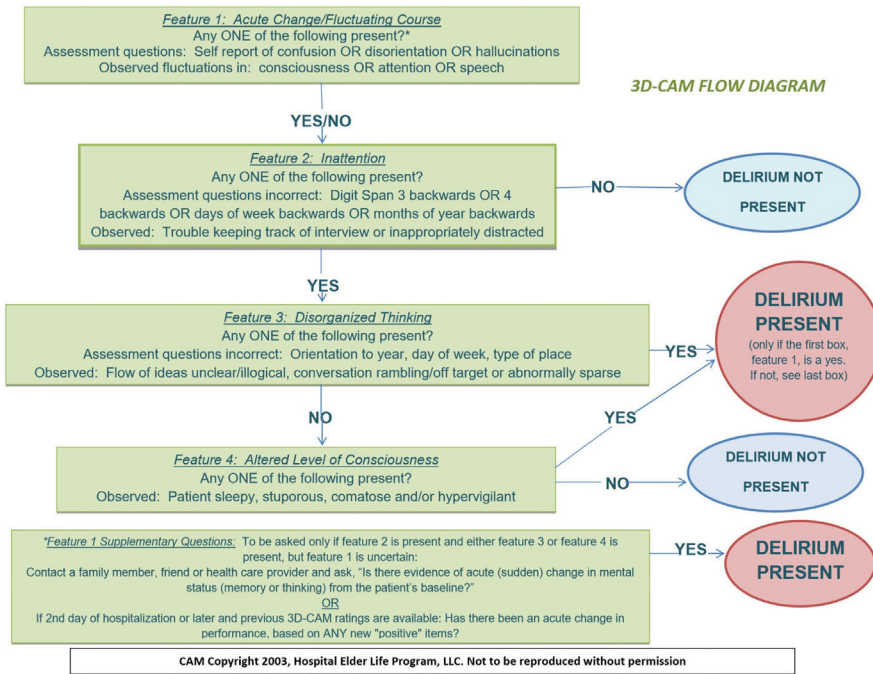 Feature 1: Acute Change/Fluctuating Course
Any ONE of the following present?*
Assessment questions: Self report of confusion OR disorientation OR hallucinations
Observed fluctuations in: consciousness OR attention OR speech
3D-CAM FLOW DIAGRAM
YES/NO
Feature 2: Inattention
Any ONE of the following present?
Assessment questions incorrect: Digit Span 3 backwards OR 4
backwards OR days of week backwards OR months of year backwards
Observed: Trouble keeping track of interview or inappropriately distracted
NO
DELIRIUM NOT
PRESENT
YES
Feature 3: Disorganized Thinking
Any ONE of the following present?
Assessment questions incorrect: Orientation to year, day of week, type of place
Observed: Flow of ideas unclear/illogical, conversation rambling/off target or abnormally sparse
YES
DELIRIUM
PRESENT
(only if the first box,
feature 1, is a yes.
If not, see last box)
NO
YES
Feature 4: Altered Level of Consciousness
Any ONE of the following present?
Observed: Patient sleepy, stuporous, comatose and/or hypervigilant
NO
DELIRIUM NOT
PRESENT
*Feature 1 Supplementary Questions: To be asked only if feature 2 is present and either feature 3 or feature 4 is
present, but feature 1 is uncertain:
Contact a family member, friend or health care provider and ask, “Is there evidence of acute (sudden) change in mental
status (memory or thinking) from the patient’s baseline?”
OR
If 2nd day of hospitalization or later and previous 3D-CAM ratings are available: Has there been an acute change in
performance, based on ANY new "positive" items?
YES
DELIRIUM
PRESENT
CAM Copyright 2003, Hospital Elder Life Program, LLC. Not to be reproduced without permission